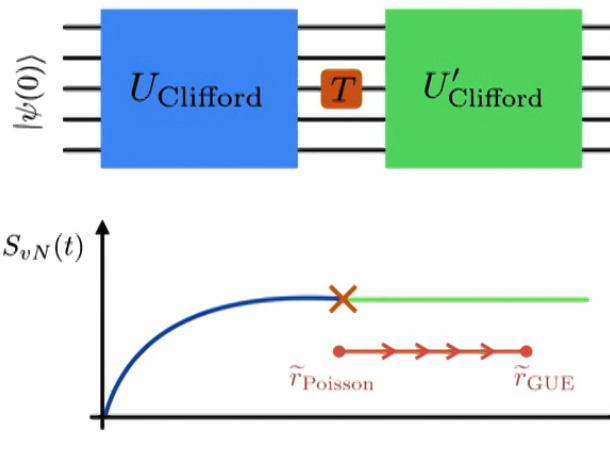 |ψ(0)⟩
U_Clifford
T
U′_Clifford
S_vN(t)
r̃_Poisson
r̃_GUE